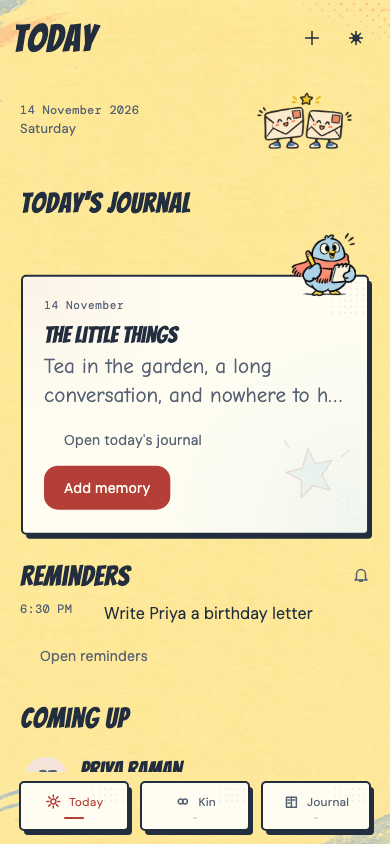 TODAY
14 November 2026
Saturday
TODAY'S JOURNAL
14 November
THE LITTLE THINGS
Tea in the garden, a long
conversation, and nowhere to h...
Open today's journal
Add memory
REMINDERS
6:30 PM
Write Priya a birthday letter
Open reminders
COMING UP
PRIYA RAMAN
Today
Kin
Journal